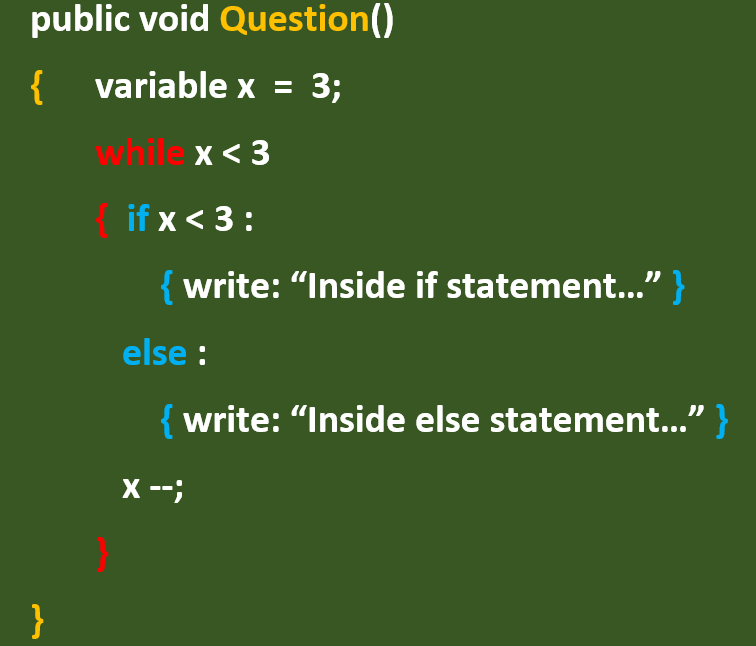 public void Question()
{ variable x = 3;
while x < 3
{ if x < 3 :
{ write: “Inside if statement…” }
else :
{ write: “Inside else statement…” }
x --;
}
}